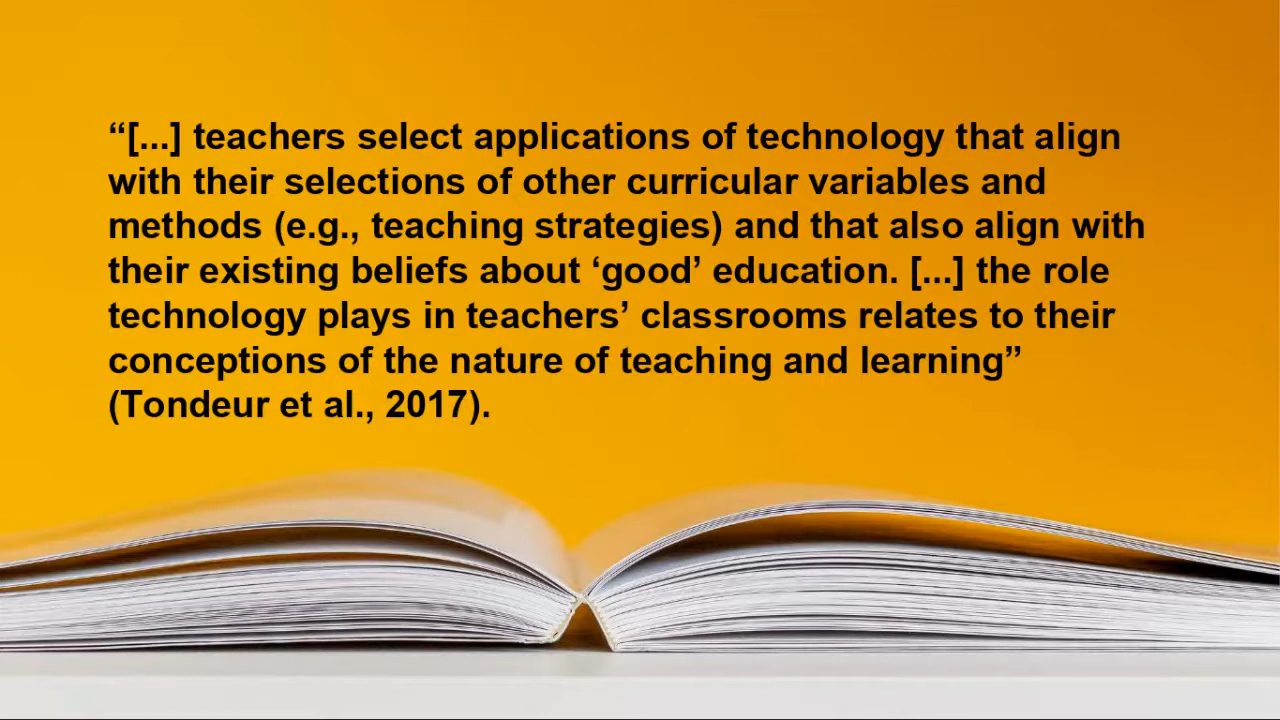 “[...] teachers select applications of technology that align
with their selections of other curricular variables and
methods (e.g., teaching strategies) and that also align with
their existing beliefs about ‘good’ education. [...] the role
technology plays in teachers’ classrooms relates to their
conceptions of the nature of teaching and learning”
(Tondeur et al., 2017).